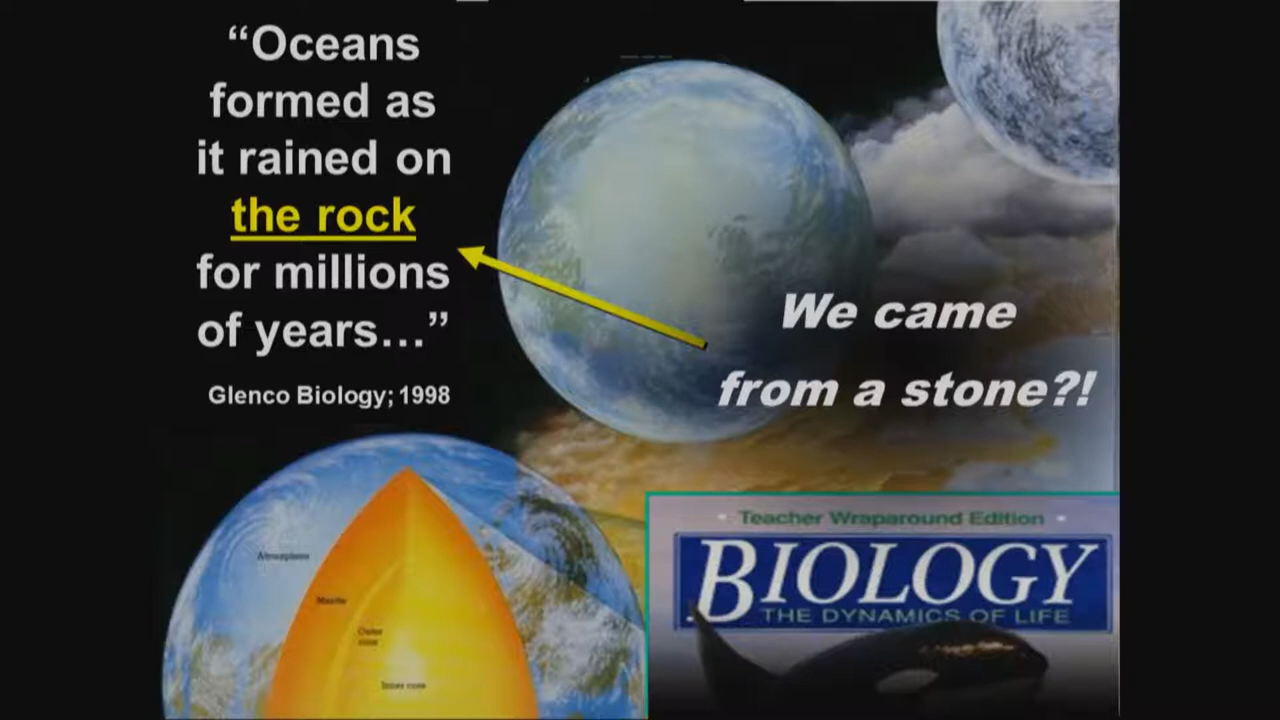 “Oceans
formed as
it rained on
the rock
for millions
of years…”
Glenco Biology; 1998
We came
from a stone?!
Atmosphere
Mantle
Outer
core
Inner core
Teacher Wraparound Edition
BIOLOGY
THE DYNAMICS OF LIFE